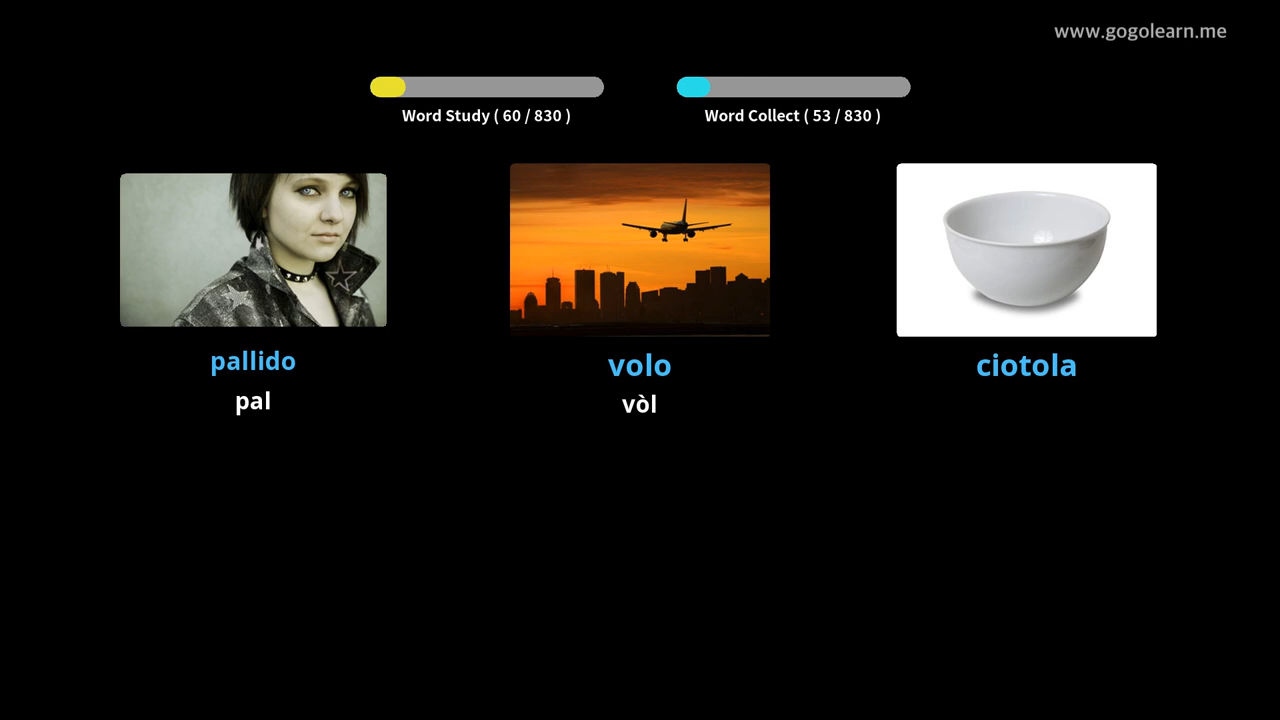 www.gogolearn.me
Word Study ( 60 / 830 )
Word Collect ( 53 / 830 )
pallido
volo
ciotola
pal
vòl